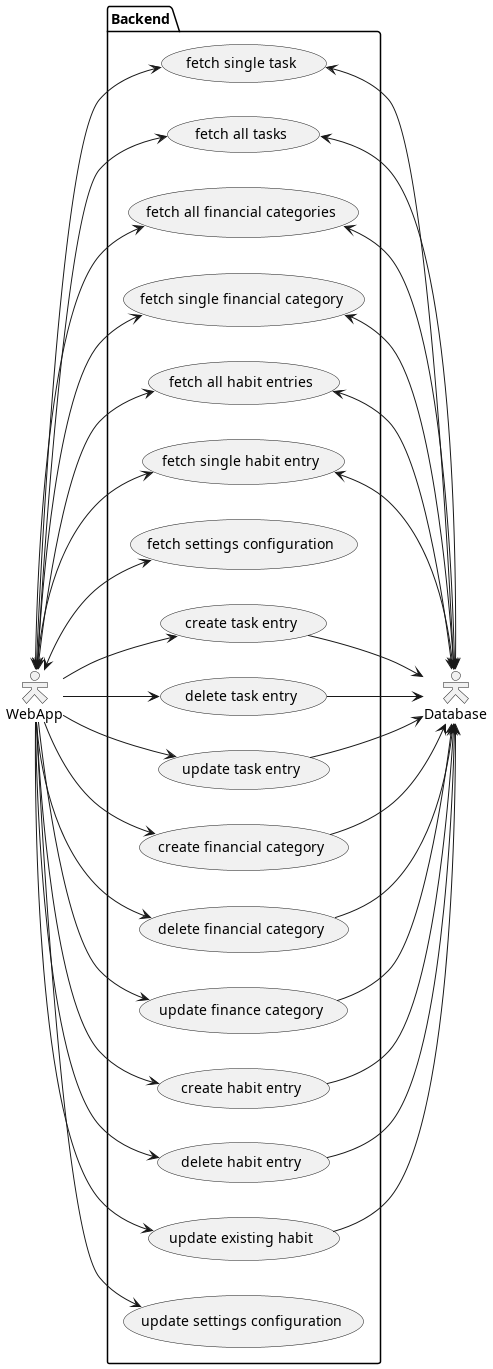 Backend
fetch single task
fetch all tasks
fetch all financial categories
fetch single financial category
fetch all habit entries
fetch single habit entry
fetch settings configuration
create task entry
WebApp
delete task entry
Database
update task entry
create financial category
delete financial category
update finance category
create habit entry
delete habit entry
update existing habit
update settings configuration